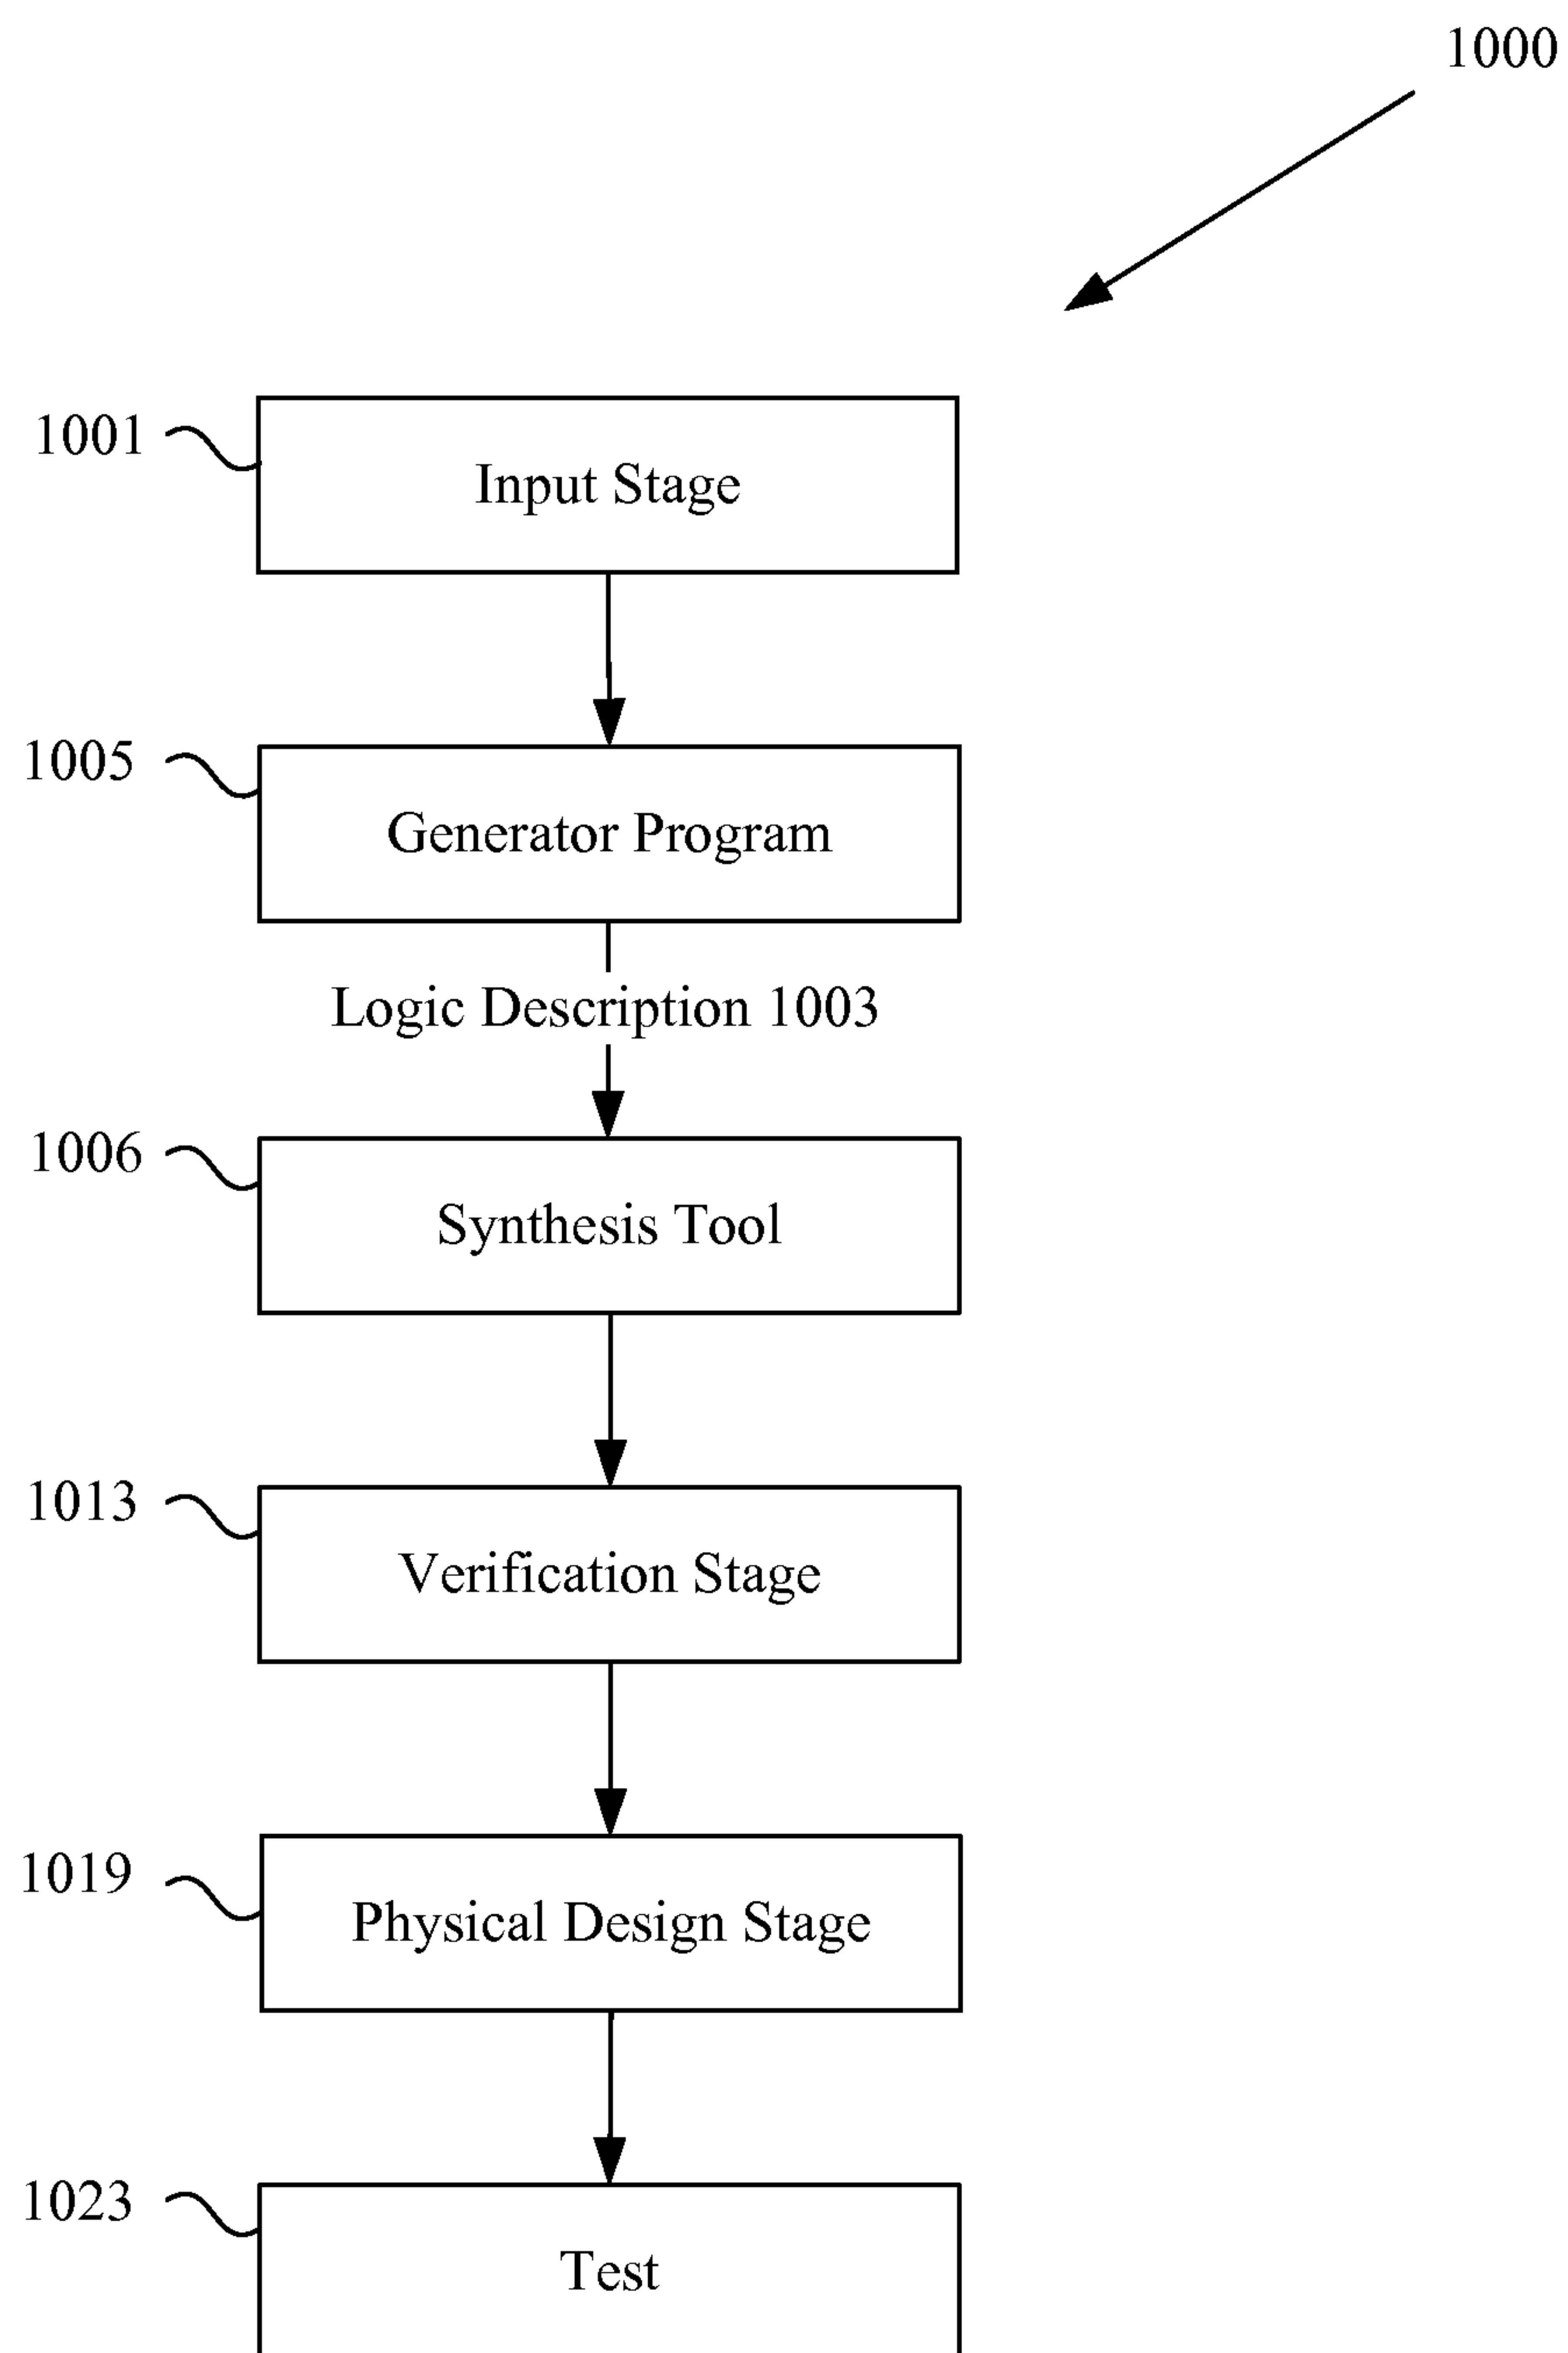 1000
1001
Input Stage
1005
Generator Program
Logic Description 1003
1006
Synthesis Tool
1013
Verification Stage
1019
Physical Design Stage
1023
Test